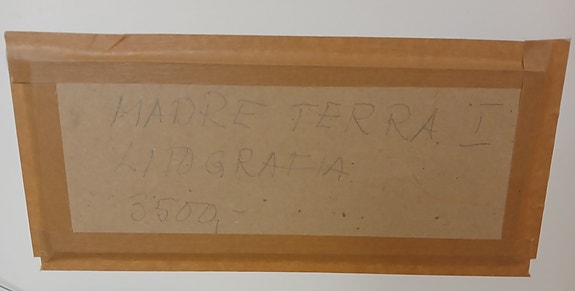 MADRE TERRA I
LITOGRAFIA
3500,-